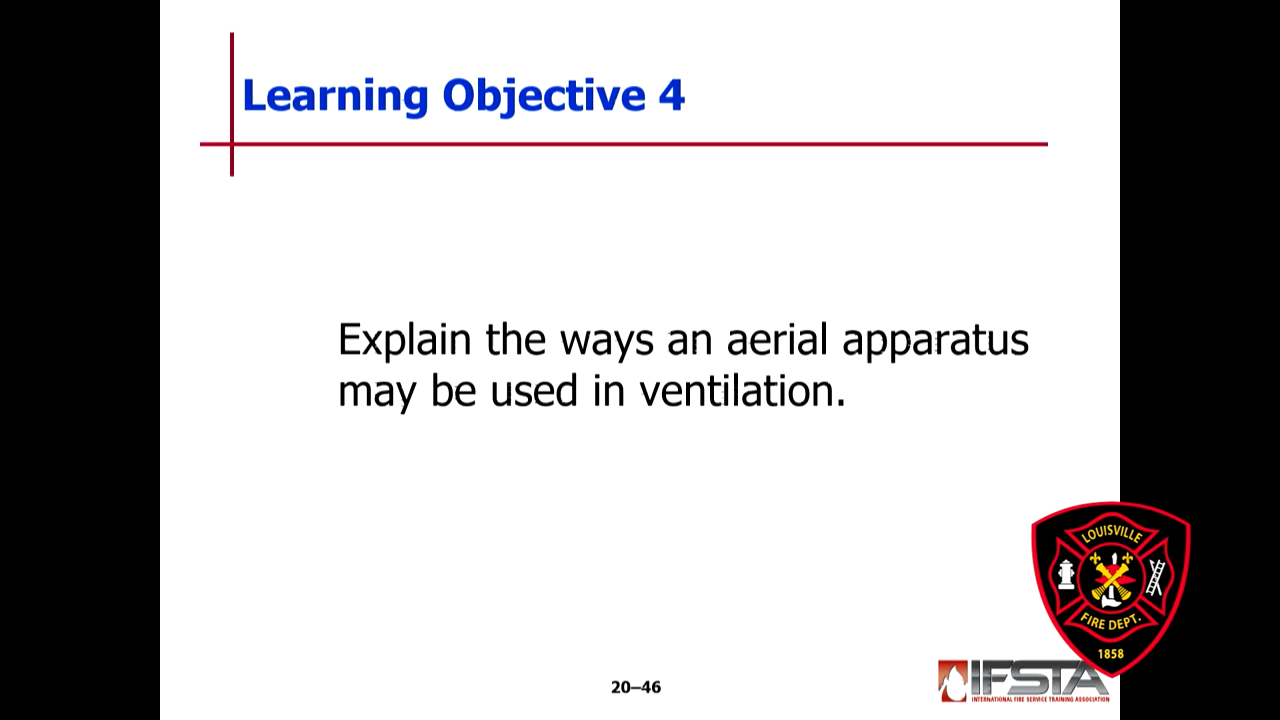 Learning Objective 4
Explain the ways an aerial apparatus
may be used in ventilation.
LOUISVILLE
FIRE DEPT.
1858
20–46
IFSTA
INTERNATIONAL FIRE SERVICE TRAINING ASSOCIATION